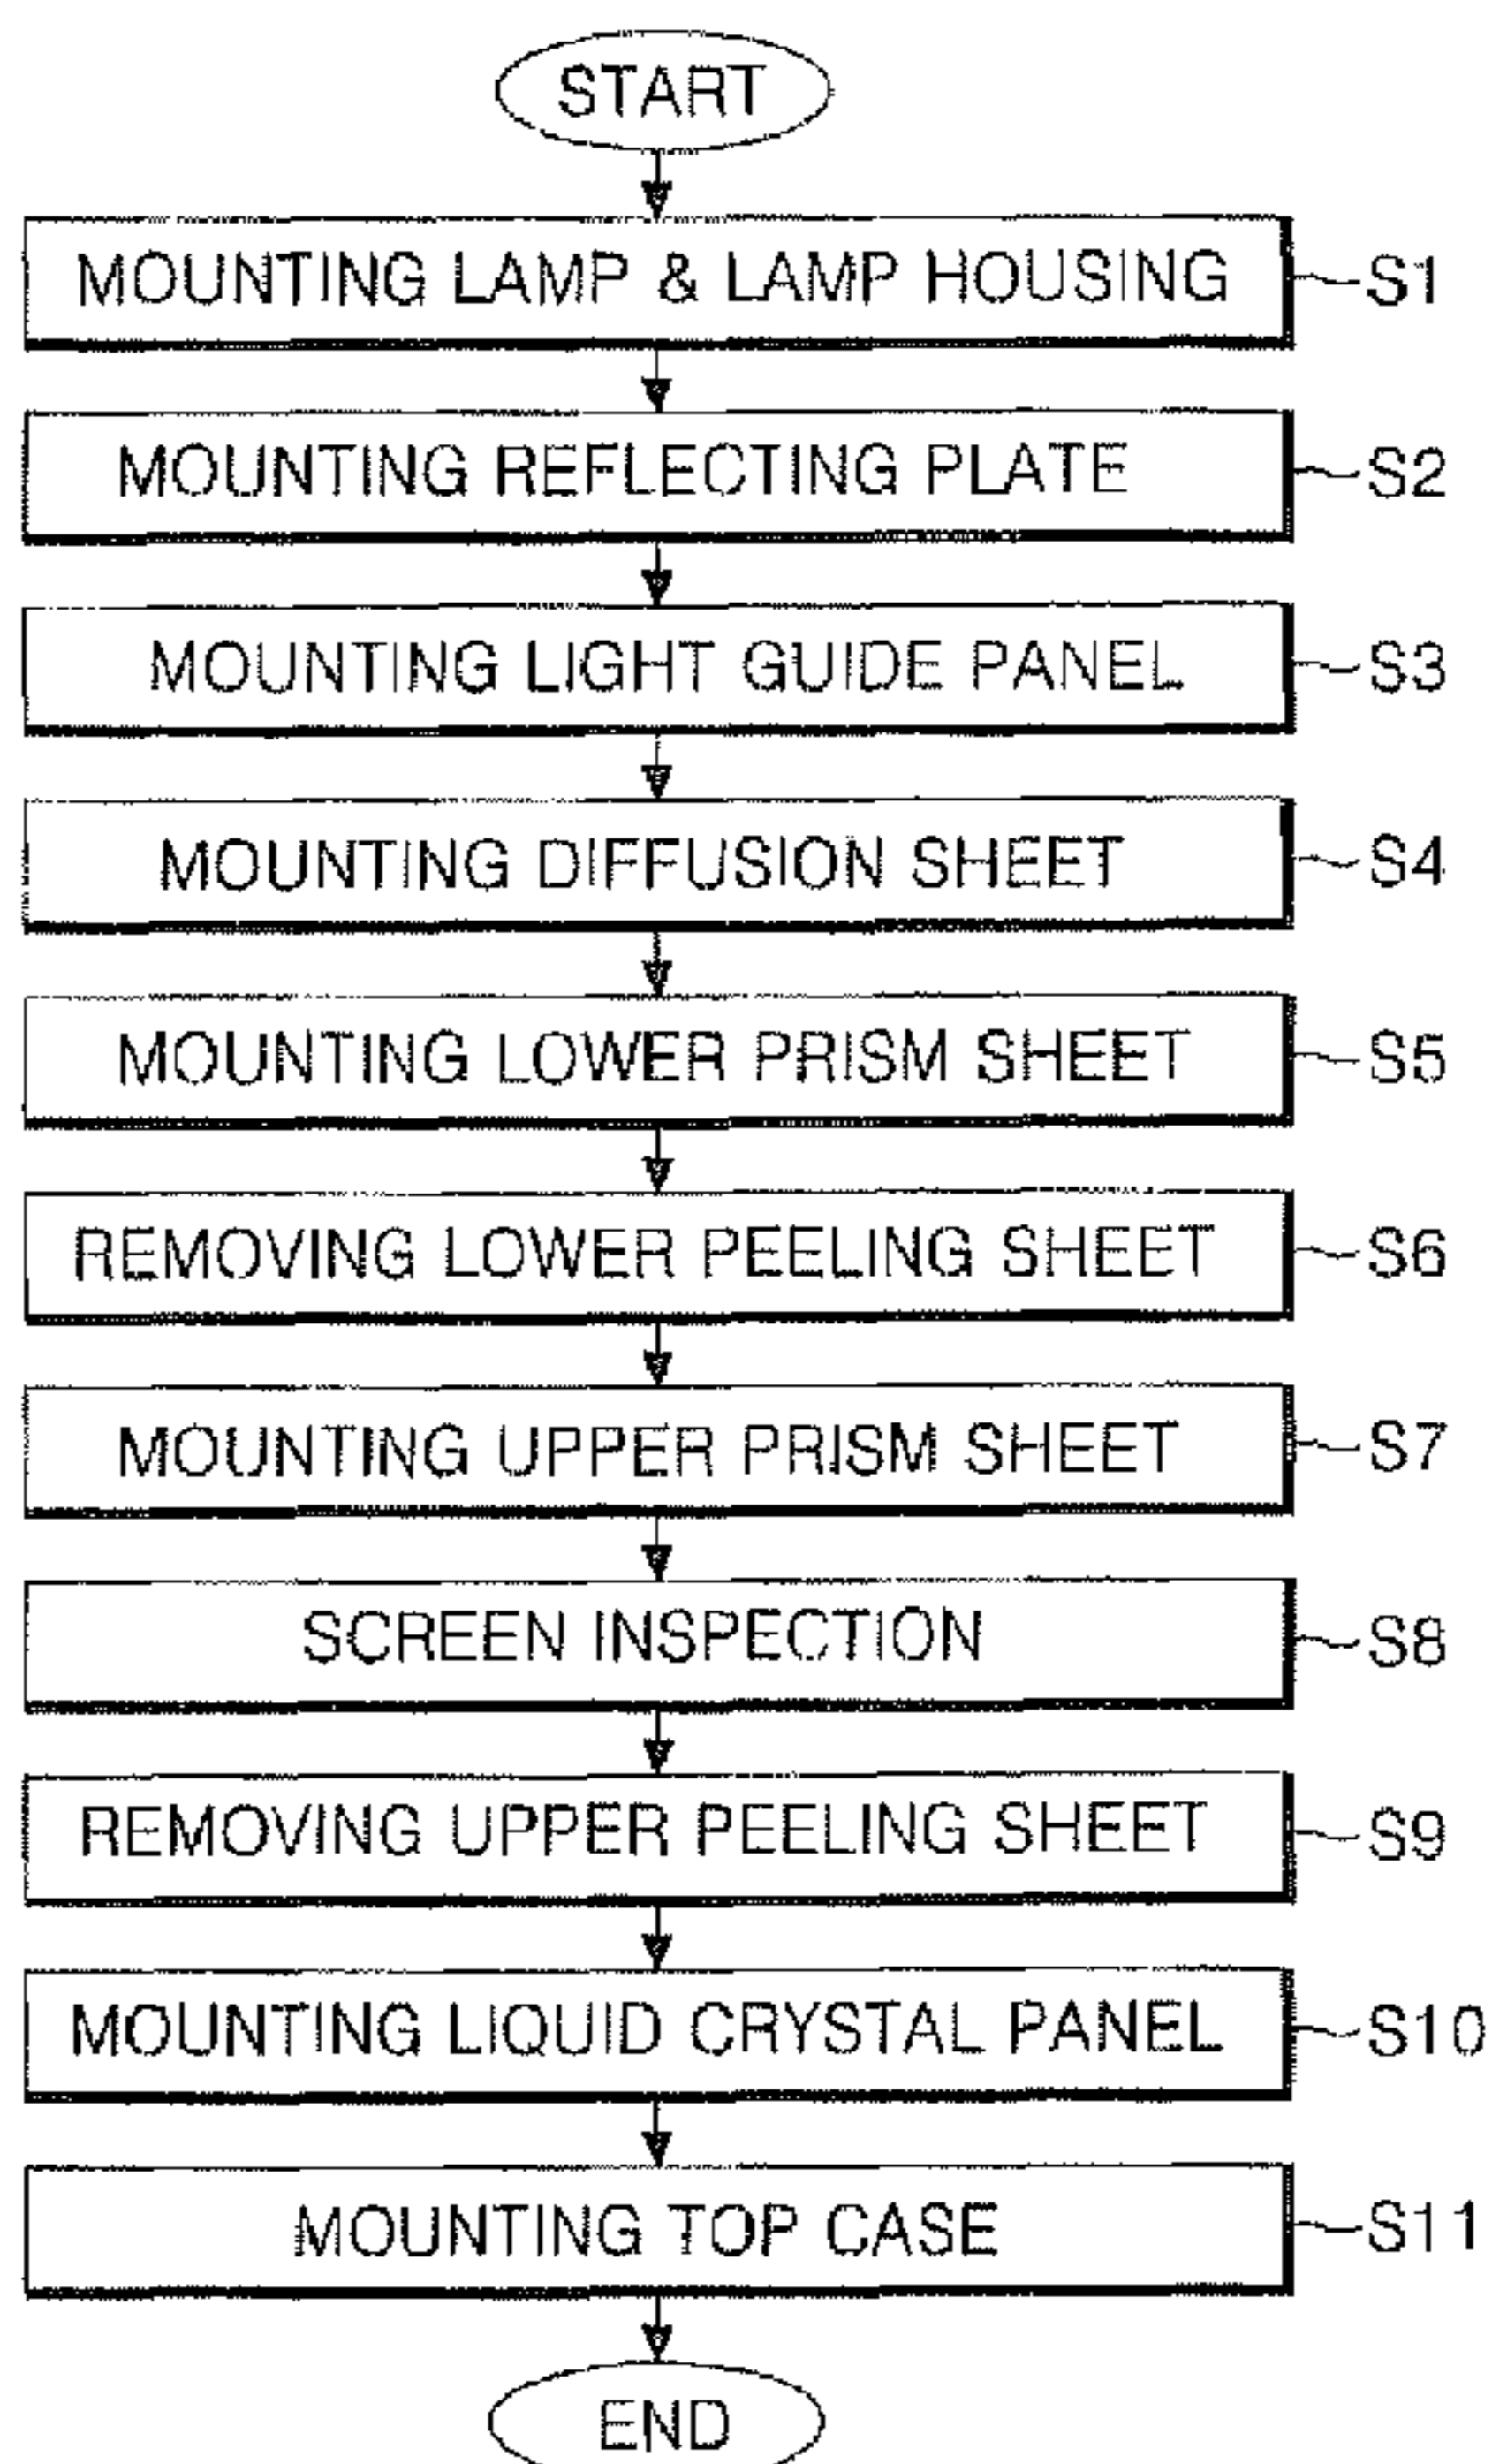 START
MOUNTING LAMP & LAMP HOUSING S1
MOUNTING REFLECTING PLATE S2
MOUNTING LIGHT GUIDE PANEL S3
MOUNTING DIFFUSION SHEET S4
MOUNTING LOWER PRISM SHEET S5
REMOVING LOWER PEELING SHEET S6
MOUNTING UPPER PRISM SHEET S7
SCREEN INSPECTION S8
REMOVING UPPER PEELING SHEET S9
MOUNTING LIQUID CRYSTAL PANEL S10
MOUNTING TOP CASE S11
END